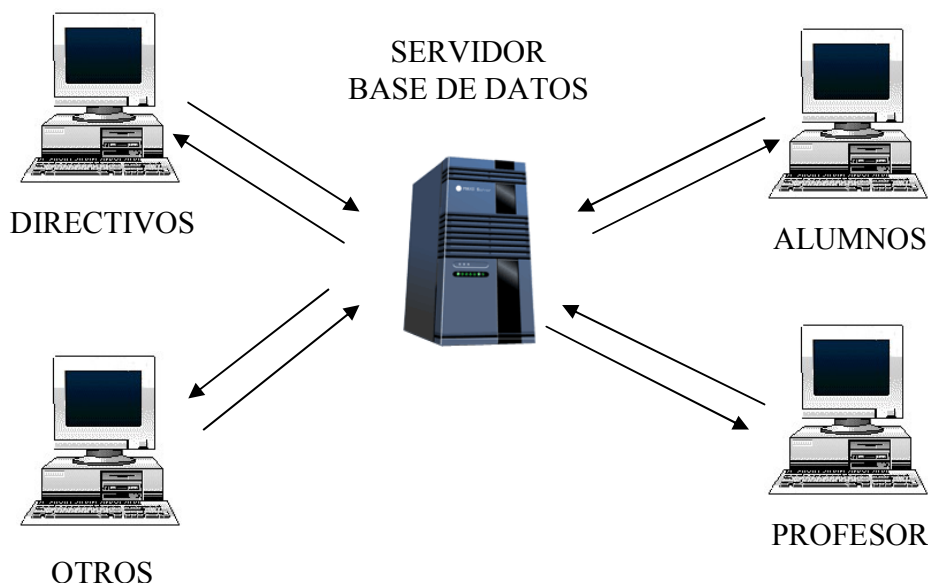 SERVIDOR
BASE DE DATOS
DIRECTIVOS
ALUMNOS
OTROS
PROFESOR